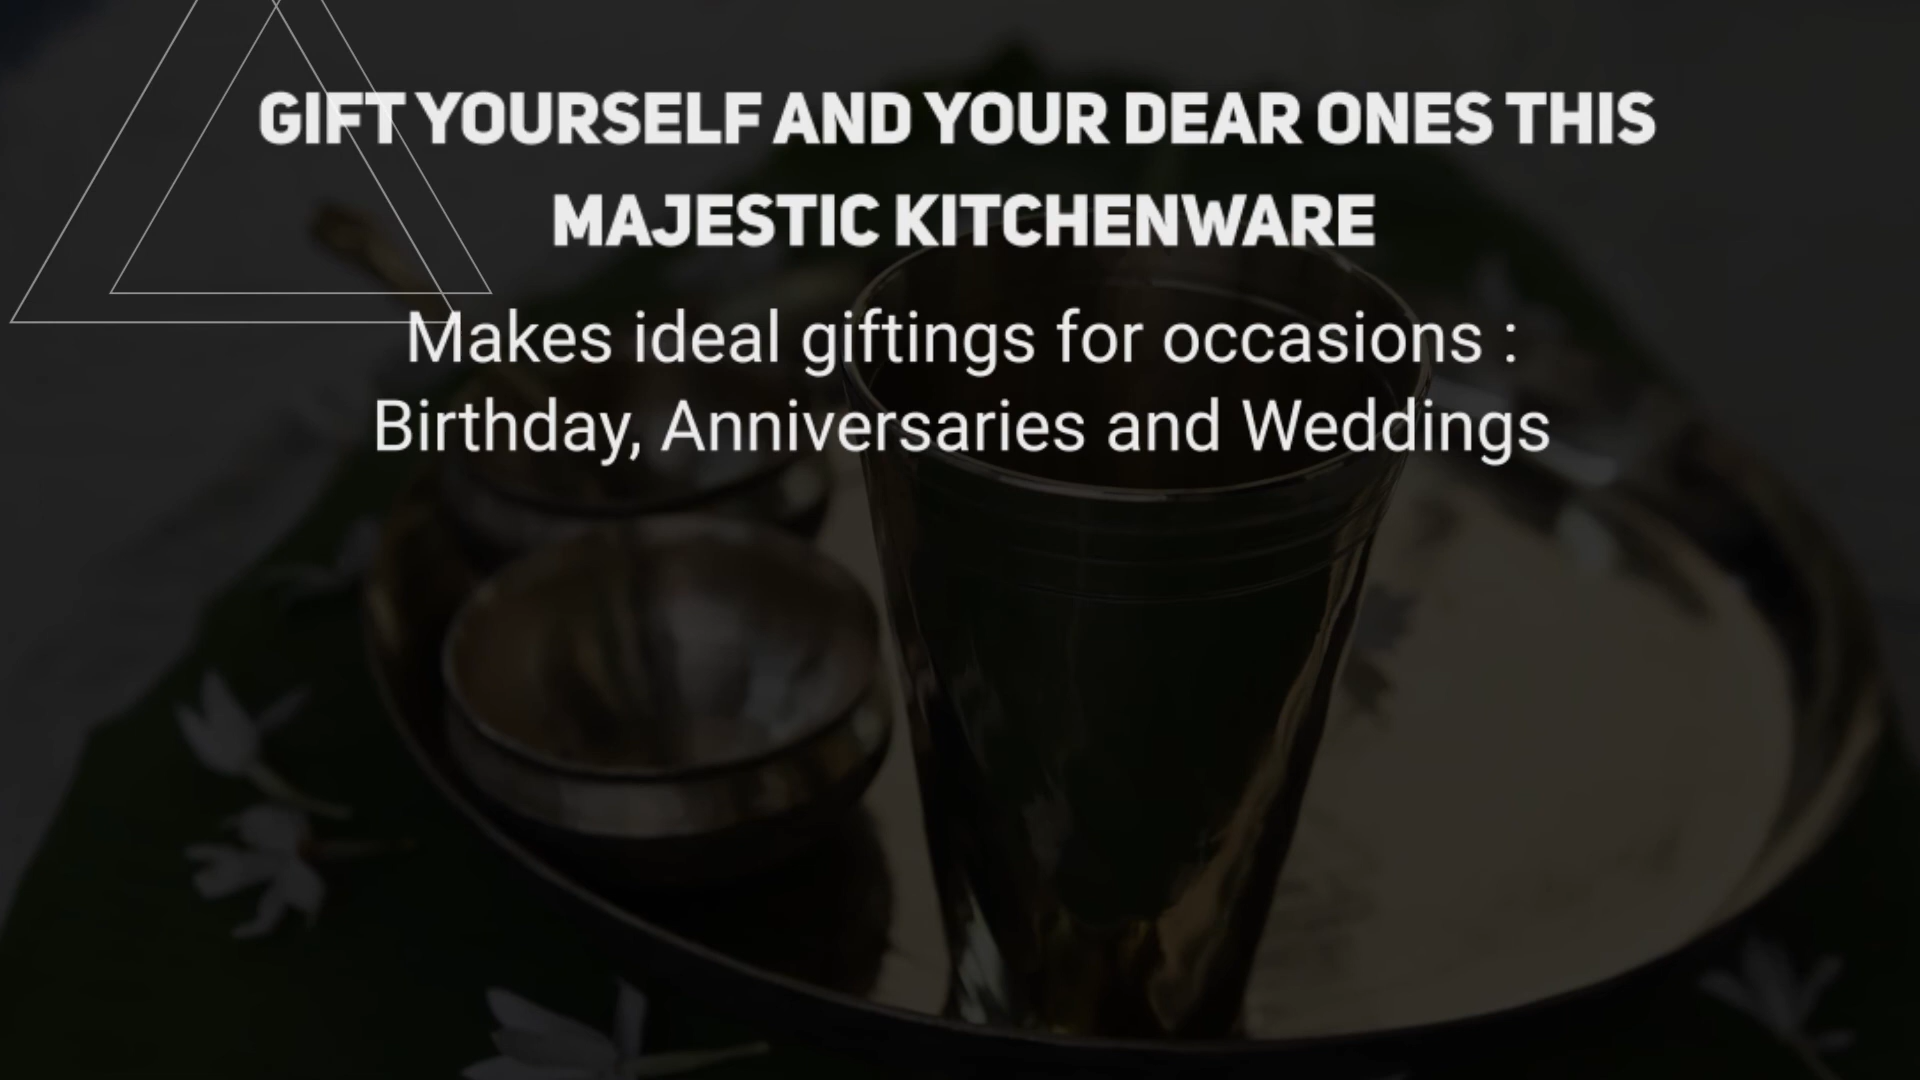 GIFT YOURSELF AND YOUR DEAR ONES THIS
MAJESTIC KITCHENWARE
Makes ideal giftings for occasions :
Birthday, Anniversaries and Weddings